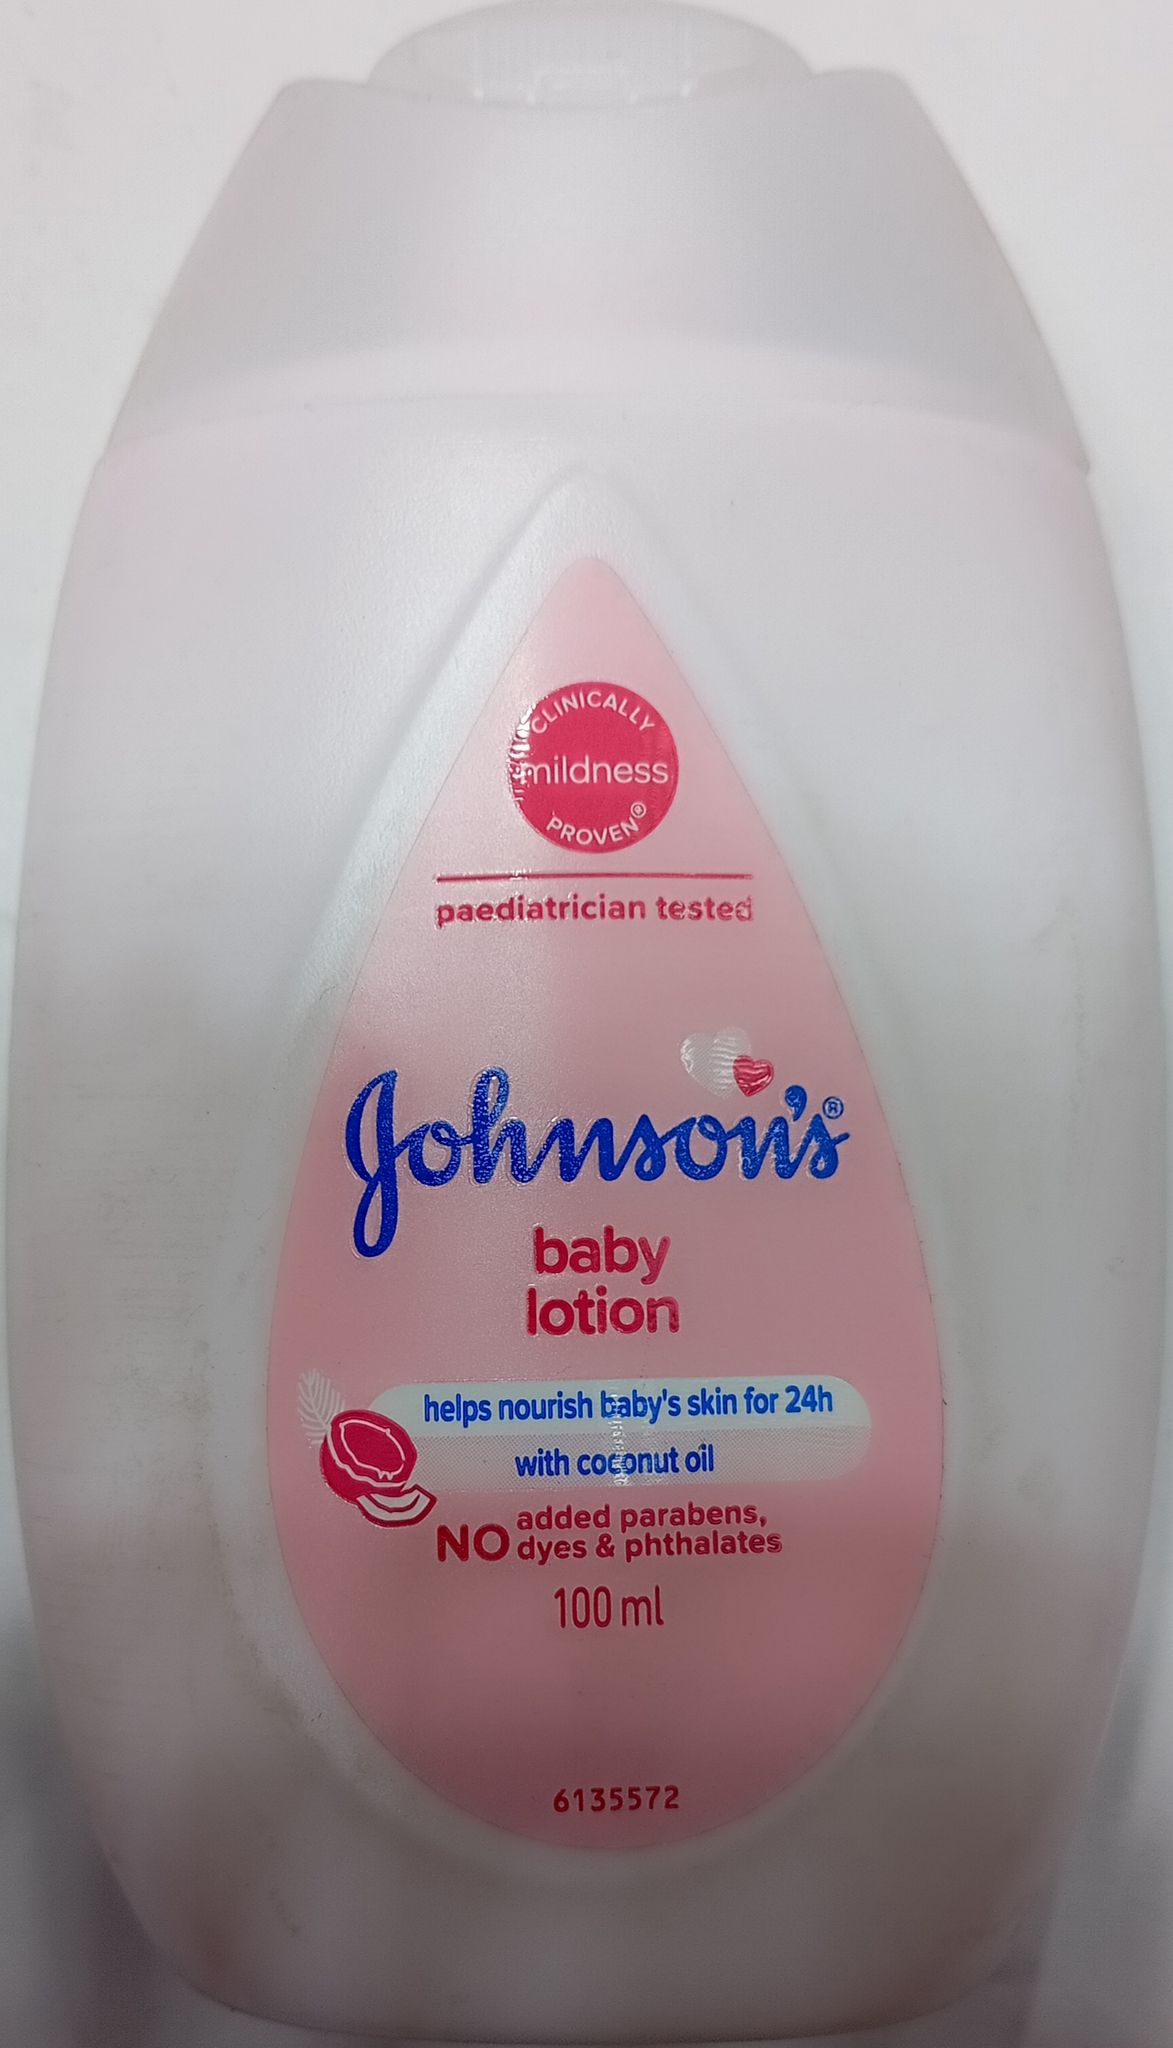 CLINICALLY
mildness
PROVEN®
paediatrician tested
Johnson's®
baby
lotion
helps nourish baby's skin for 24h
with coconut oil
NO added parabens,
dyes & phthalates
100 ml
6135572